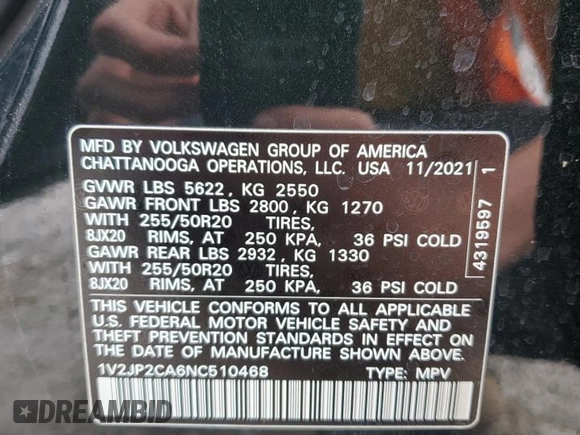 MFD BY VOLKSWAGEN GROUP OF AMERICA
CHATTANOOGA OPERATIONS, LLC. USA 11/2021
GVWR LBS 5622, KG 2550
GAWR FRONT LBS 2800, KG 1270
WITH 255/50R20 TIRES,
8JX20 RIMS, AT 250 KPA, 36 PSI COLD
GAWR REAR LBS 2932, KG 1330
WITH 255/50R20 TIRES,
8JX20 RIMS, AT 250 KPA, 36 PSI COLD
THIS VEHICLE CONFORMS TO ALL APPLICABLE
U.S. FEDERAL MOTOR VEHICLE SAFETY AND
THEFT PREVENTION STANDARDS IN EFFECT ON THE
DATE OF MANUFACTURE SHOWN ABOVE.
1V2JP2CA6NC510468 TYPE: MPV
4319597 1
DREAMBID